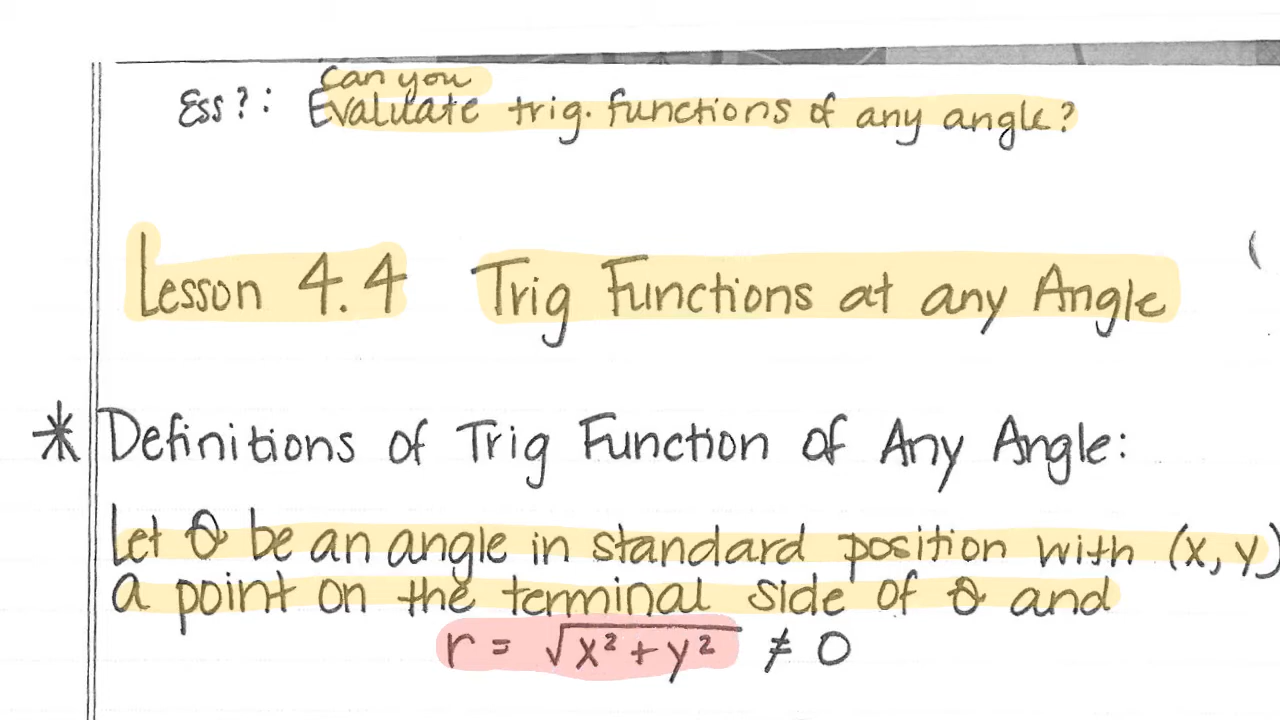 can you
Ess?: Evaluate trig. functions of any angle?
Lesson 4.4 Trig Functions at any Angle
* Definitions of Trig Function of Any Angle:
Let θ be an angle in standard position with (x, y)
a point on the terminal side of θ and
r = √x² + y² ≠ 0